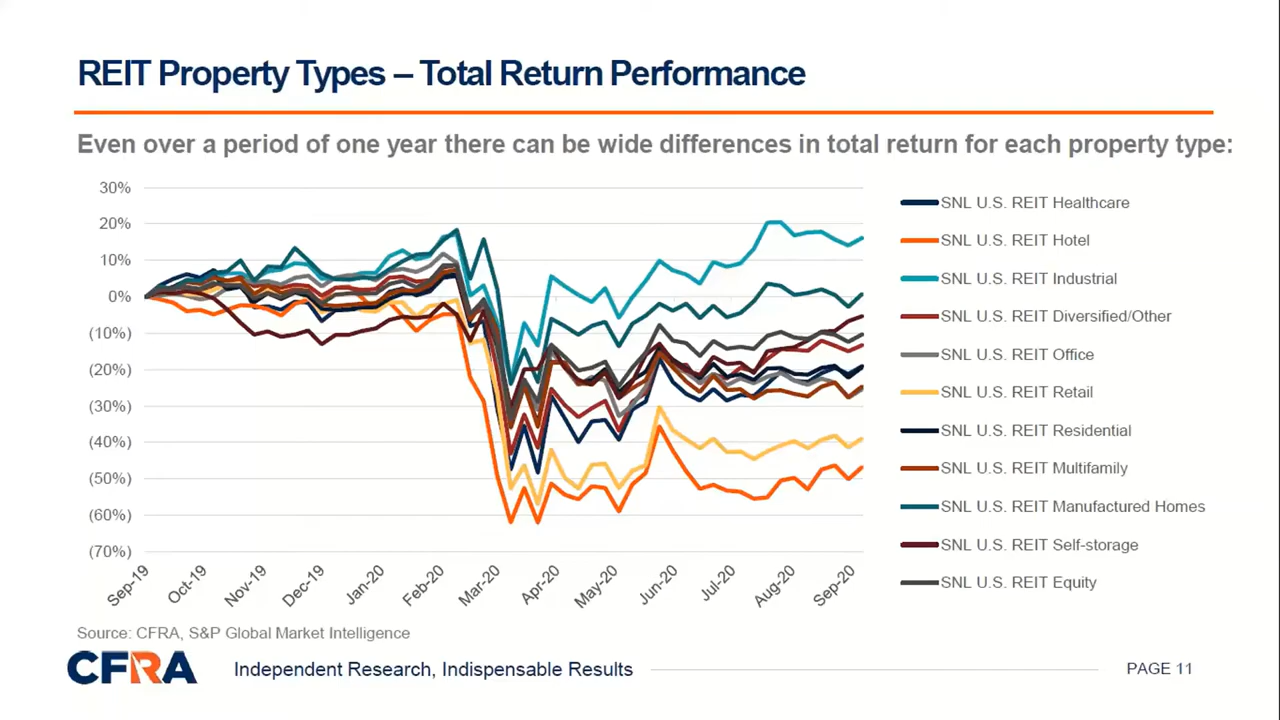 REIT Property Types – Total Return Performance
Even over a period of one year there can be wide differences in total return for each property type:
30%
20%
10%
0%
(10%)
(20%)
(30%)
(40%)
(50%)
(60%)
(70%)
Sep-19
Oct-19
Nov-19
Dec-19
Jan-20
Feb-20
Mar-20
Apr-20
May-20
Jun-20
Jul-20
Aug-20
Sep-20
SNL U.S. REIT Healthcare
SNL U.S. REIT Hotel
SNL U.S. REIT Industrial
SNL U.S. REIT Diversified/Other
SNL U.S. REIT Office
SNL U.S. REIT Retail
SNL U.S. REIT Residential
SNL U.S. REIT Multifamily
SNL U.S. REIT Manufactured Homes
SNL U.S. REIT Self-storage
SNL U.S. REIT Equity
Source: CFRA, S&P Global Market Intelligence
CFRA
Independent Research, Indispensable Results
PAGE 11